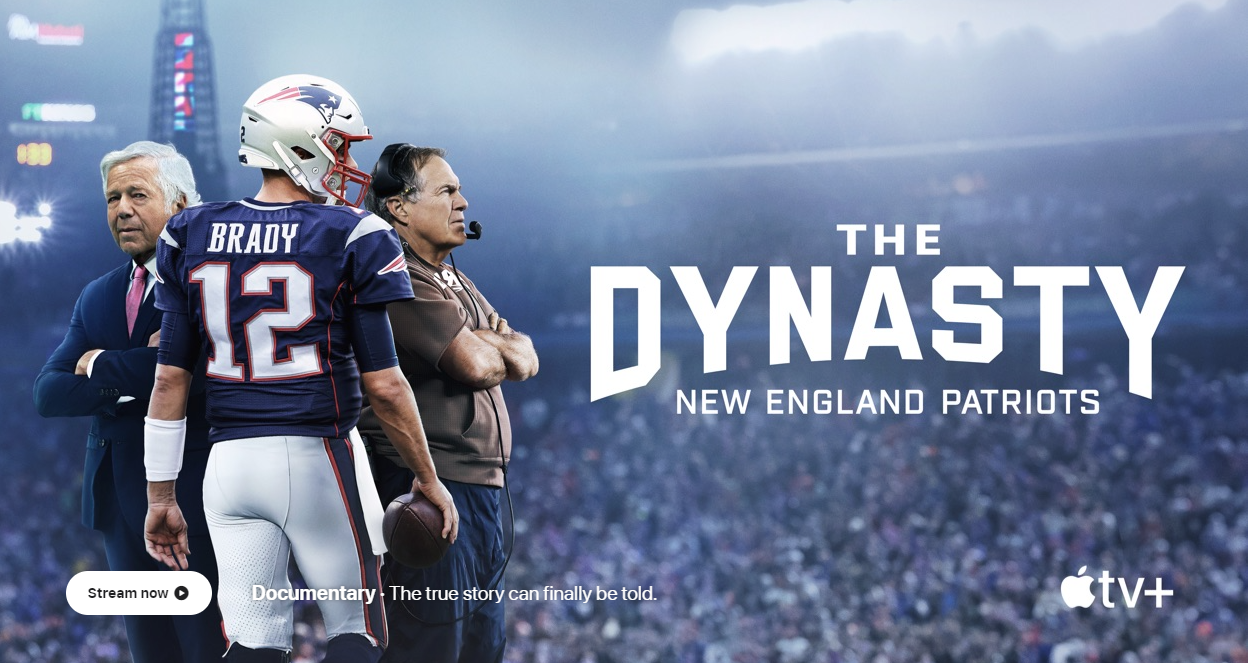 BRADY
12
THE
DYNASTY
NEW ENGLAND PATRIOTS
Stream now
Documentary · The true story can finally be told.
tv+